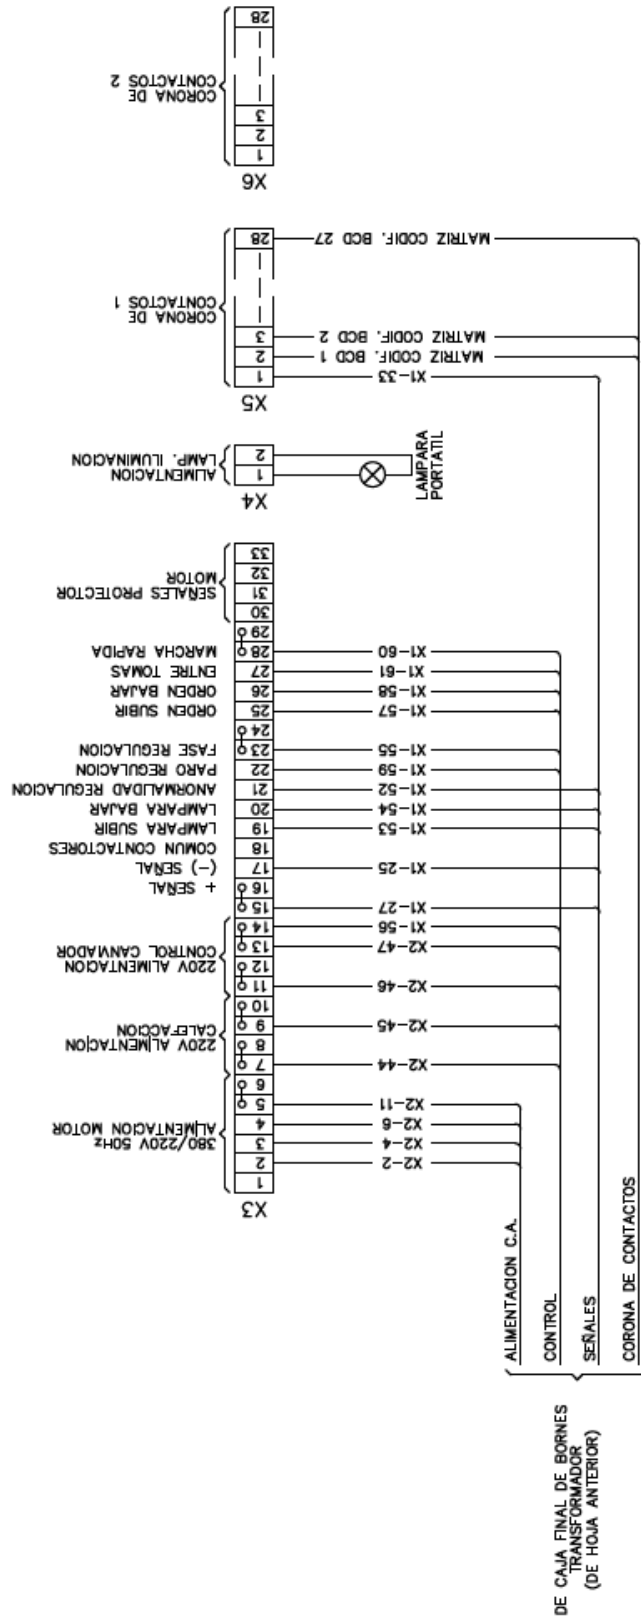 DE CAJA FINAL DE BORNES
TRANSFORMADOR
(DE HOJA ANTERIOR)
ALIMENTACION C.A.
CONTROL
SEÑALES
CORONA DE CONTACTOS
X3
1
X2-2 2
X2-4 3
X2-6 4
X2-11 5
6
380/220V 50Hz
ALIMENTACION MOTOR
X2-44 7
8
X2-45 9
10
220V ALIMENTACION
CALEFACCION
X2-46 11
12
X2-47 13
X1-56 14
220V ALIMENTACION
CONTROL CANVIADOR
X1-27 15
16 + SEÑAL
X1-25 17 (-) SEÑAL
18 COMUN CONTACTORES
X1-53 19 LAMPARA SUBIR
X1-54 20 LAMPARA BAJAR
X1-52 21 ANORMALIDAD REGULACION
X1-59 22 PARO REGULACION
X1-55 23 FASE REGULACION
24
X1-57 25 ORDEN SUBIR
X1-58 26 ORDEN BAJAR
X1-61 27 ENTRE TOMAS
X1-60 28 MARCHA RAPIDA
29
30
31
32
33
SEÑALES PROTECTOR
MOTOR
X4
1
2
ALIMENTACION
LAMP. ILUMINACION
LAMPARA
PORTATIL
X5
X1-33 1
MATRIZ CODIF. BCD 1 2
MATRIZ CODIF. BCD 2 3
MATRIZ CODIF. BCD 27 28
CORONA DE
CONTACTOS 1
X6
1
2
3
28
CORONA DE
CONTACTOS 2